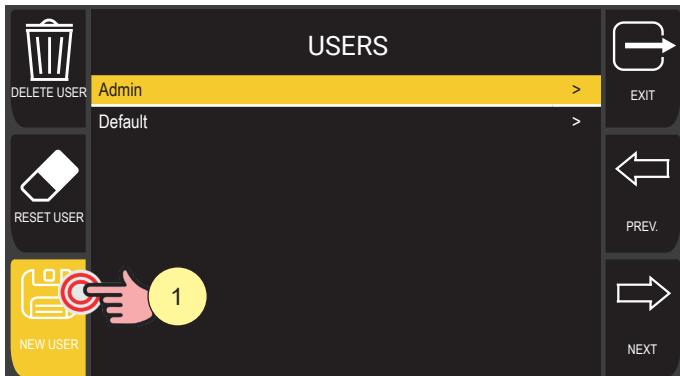 USERS
DELETE USER
Admin >
EXIT
Default >
RESET USER
PREV.
1
NEW USER
NEXT